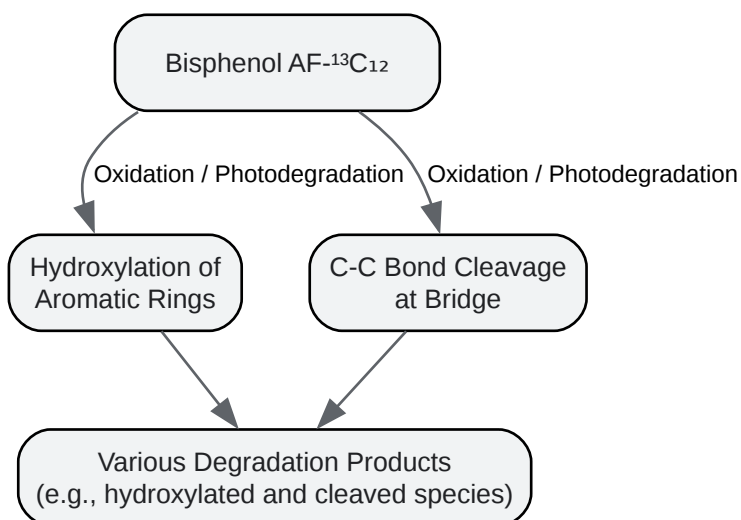 Bisphenol AF-¹³C₁₂
Oxidation / Photodegradation
Oxidation / Photodegradation
Hydroxylation of
Aromatic Rings
C-C Bond Cleavage
at Bridge
Various Degradation Products
(e.g., hydroxylated and cleaved species)